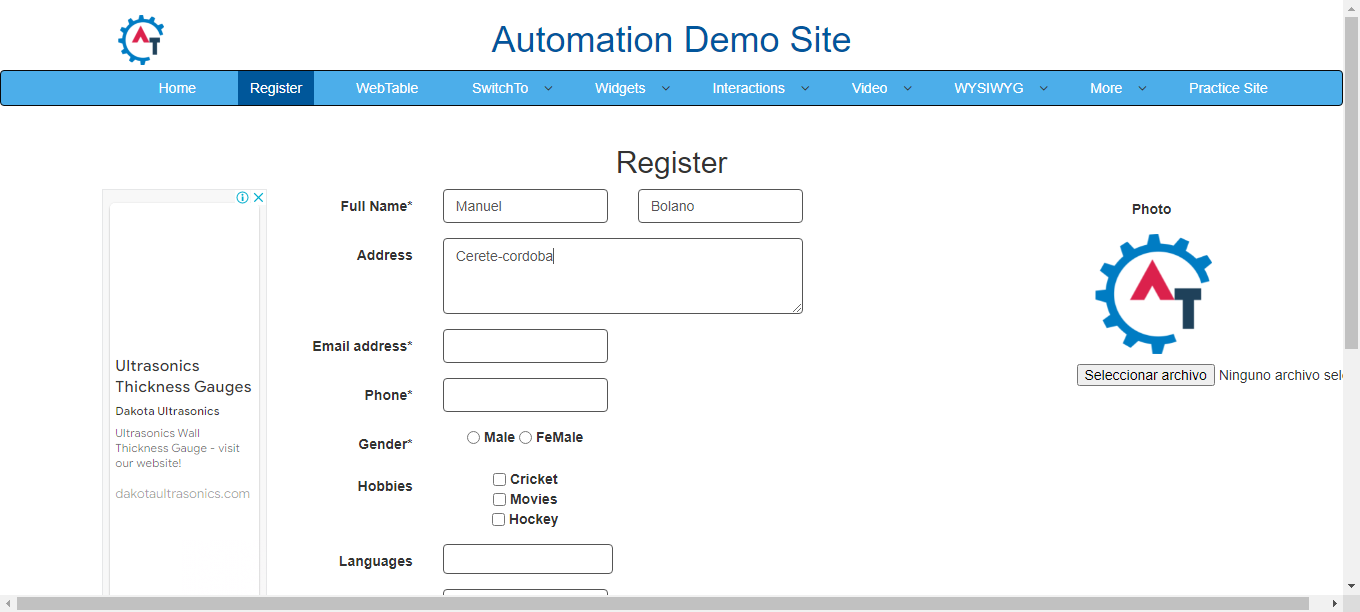 AT
Automation Demo Site
Home Register WebTable SwitchTo Widgets Interactions Video WYSIWYG More Practice Site
Register
Full Name* Manuel Bolano
Photo
Address Cerete-cordoba
AT
Email address*
Ultrasonics
Thickness Gauges
Seleccionar archivo Ninguno archivo sel
Phone*
Dakota Ultrasonics
Ultrasonics Wall
Thickness Gauge - visit
our website!
Gender* Male FeMale
Hobbies Cricket
Movies
Hockey
dakotaultrasonics.com
Languages